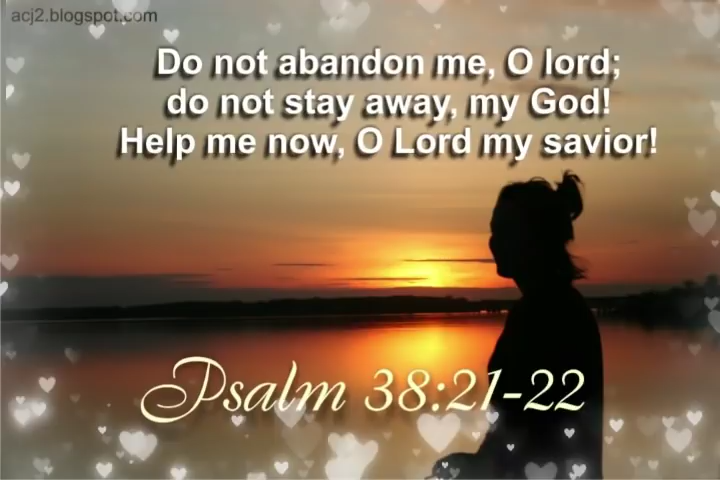 acj2.blogspot.com
Do not abandon me, O lord;
do not stay away, my God!
Help me now, O Lord my savior!
Psalm 38:21-22